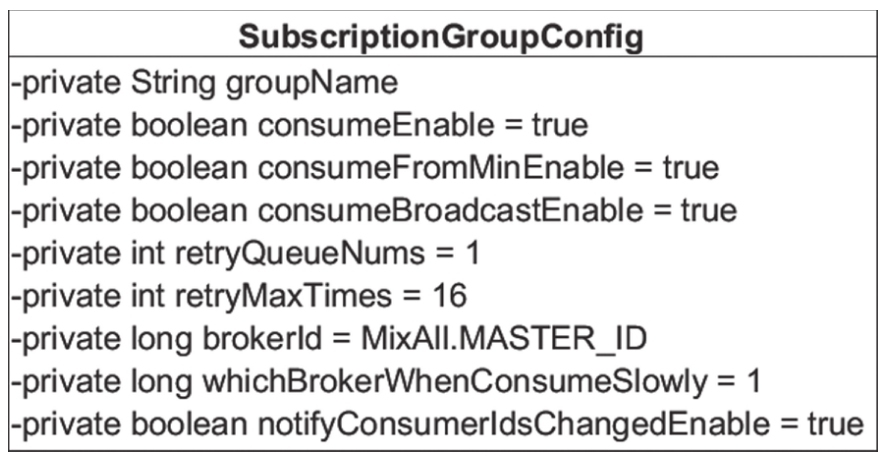 SubscriptionGroupConfig
-private String groupName
-private boolean consumeEnable = true
-private boolean consumeFromMinEnable = true
-private boolean consumeBroadcastEnable = true
-private int retryQueueNums = 1
-private int retryMaxTimes = 16
-private long brokerId = MixAll.MASTER_ID
-private long whichBrokerWhenConsumeSlowly = 1
-private boolean notifyConsumerIdsChangedEnable = true